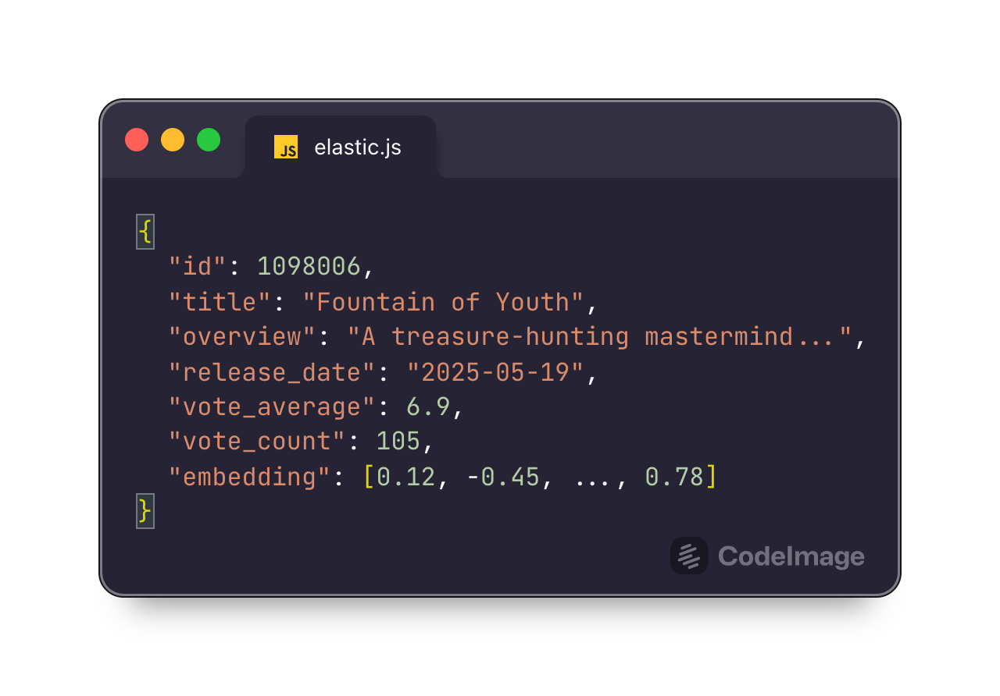 JS elastic.js
{
  "id": 1098006,
  "title": "Fountain of Youth",
  "overview": "A treasure-hunting mastermind...",
  "release_date": "2025-05-19",
  "vote_average": 6.9,
  "vote_count": 105,
  "embedding": [0.12, -0.45, ..., 0.78]
}
CodeImage